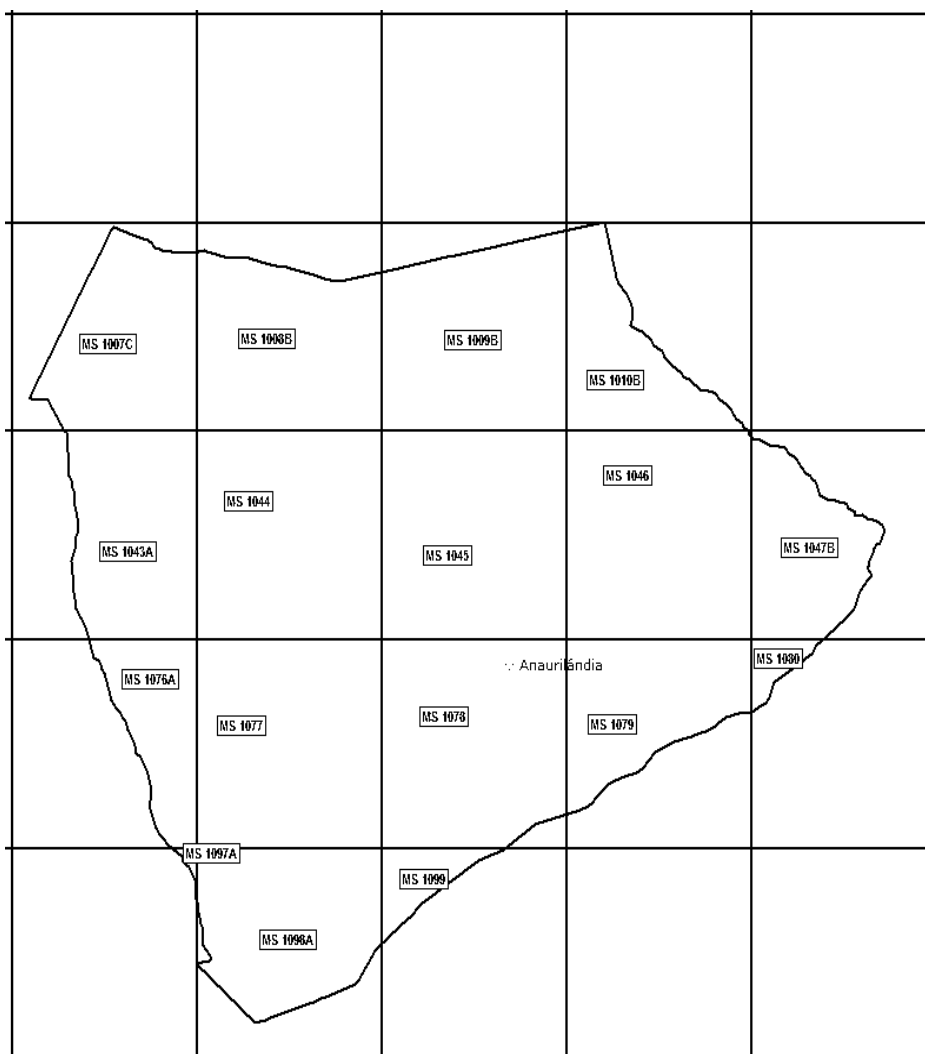 MS 1007C
MS 1008B
MS 1009B
MS 1010B
MS 1043A
MS 1044
MS 1045
MS 1046
MS 1047B
MS 1076A
MS 1077
MS 1078
Anaurilándia
MS 1079
MS 1080
MS 1097A
MS 1098A
MS 1099